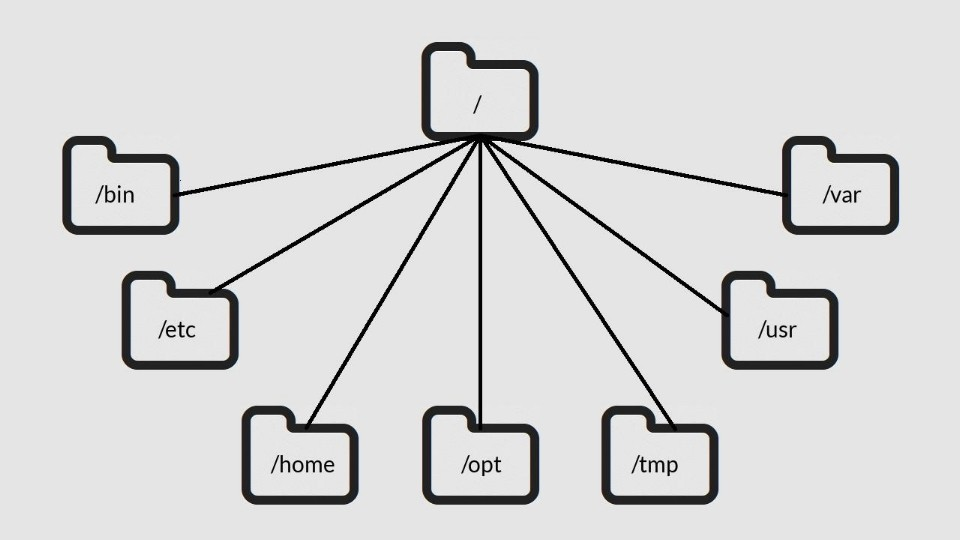 /
/bin
/var
/etc
/usr
/home
/opt
/tmp